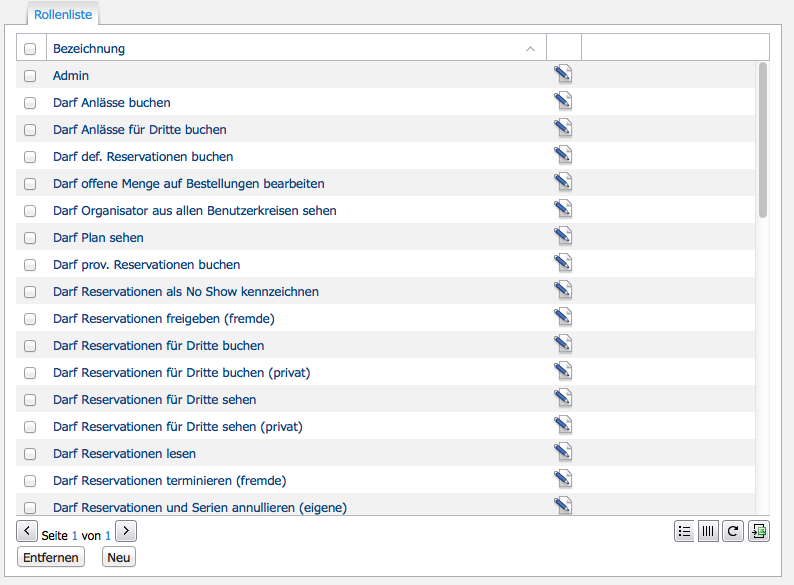 Rollenliste
Bezeichnung
Admin
Darf Anlässe buchen
Darf Anlässe für Dritte buchen
Darf def. Reservationen buchen
Darf offene Menge auf Bestellungen bearbeiten
Darf Organisator aus allen Benutzerkreisen sehen
Darf Plan sehen
Darf prov. Reservationen buchen
Darf Reservationen als No Show kennzeichnen
Darf Reservationen freigeben (fremde)
Darf Reservationen für Dritte buchen
Darf Reservationen für Dritte buchen (privat)
Darf Reservationen für Dritte sehen
Darf Reservationen für Dritte sehen (privat)
Darf Reservationen lesen
Darf Reservationen terminieren (fremde)
Darf Reservationen und Serien annullieren (eigene)
Seite 1 von 1
Entfernen Neu